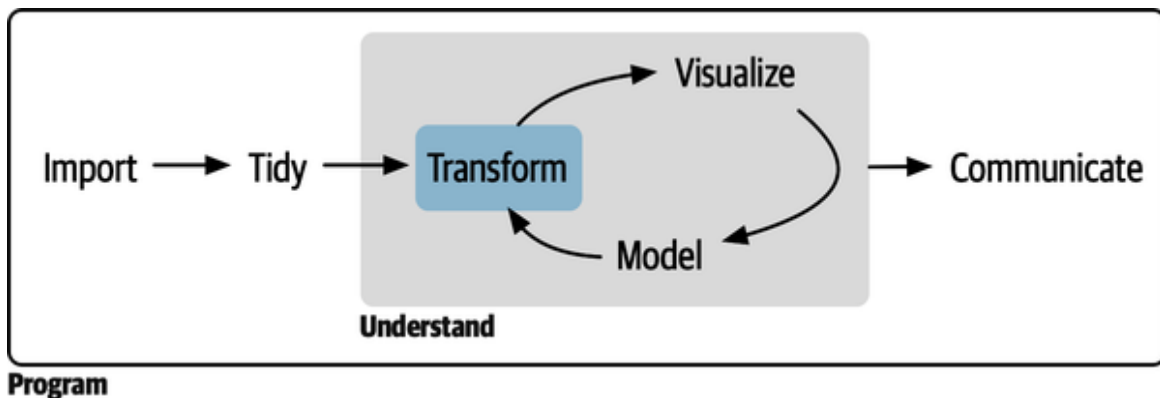 Visualize
Import
Tidy
Transform
Communicate
Model
Understand
Program